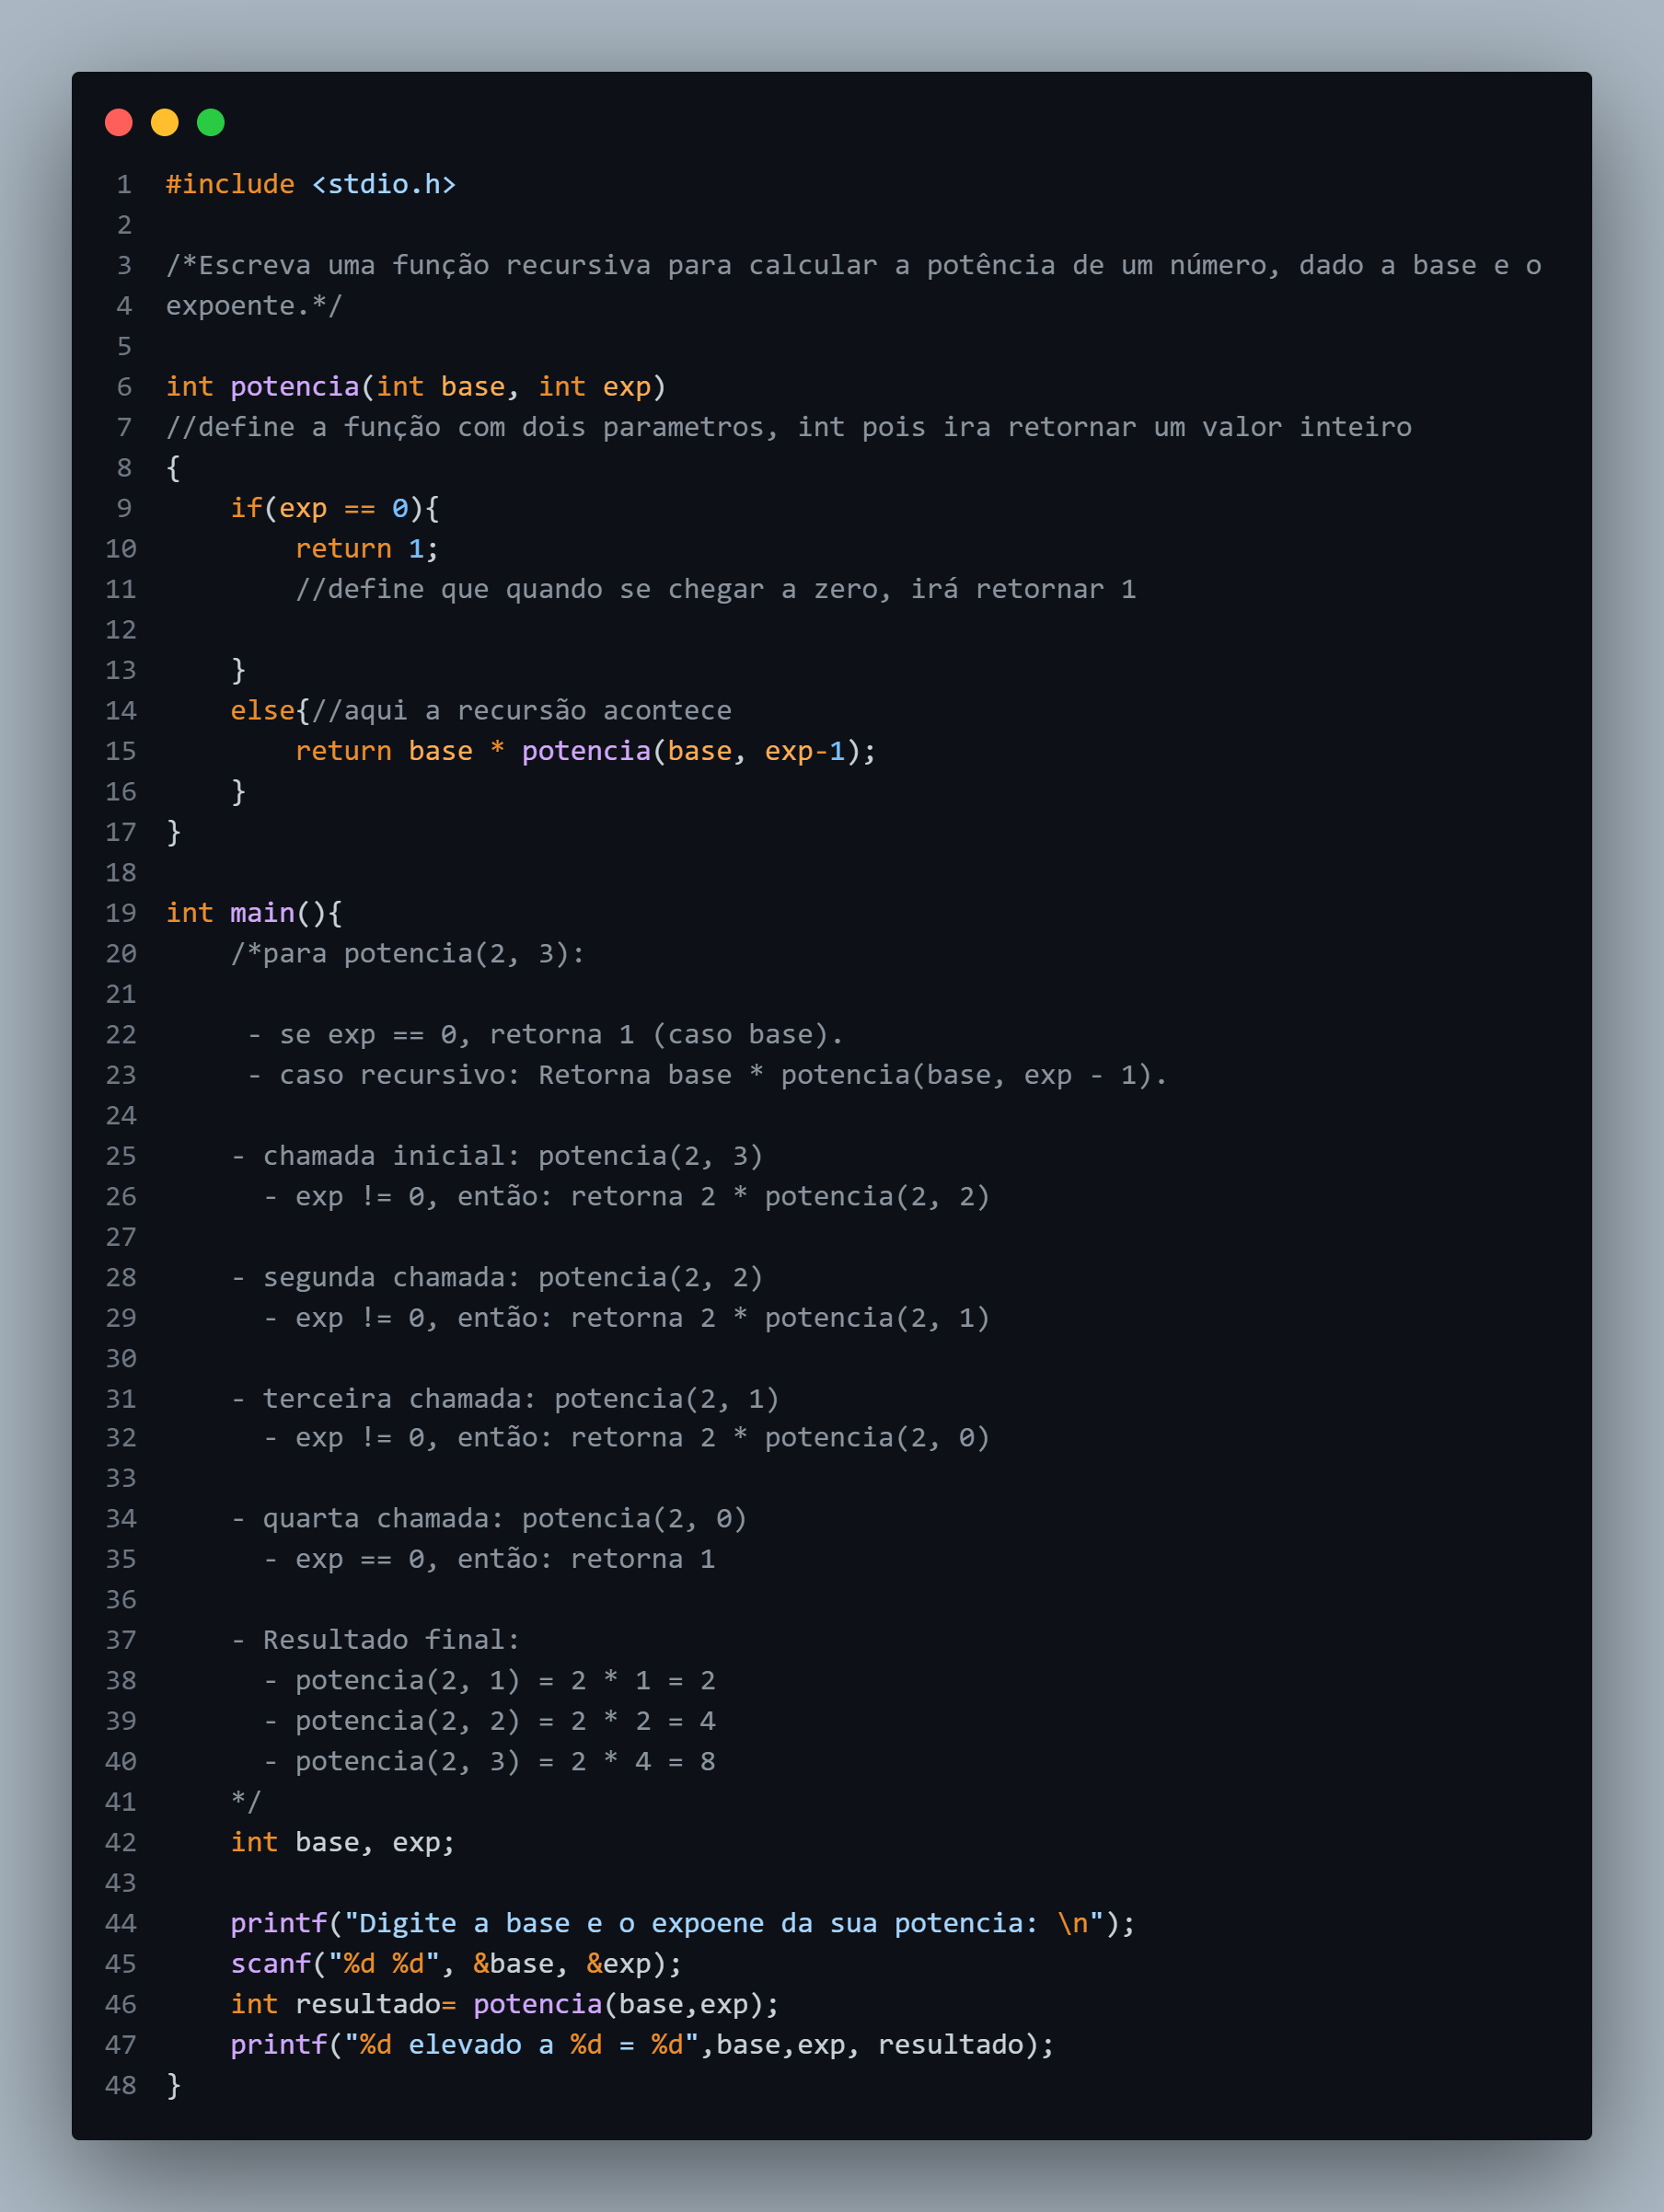 1 #include <stdio.h>
2
3 /*Escreva uma função recursiva para calcular a potência de um número, dado a base e o
4 expoente.*/
5
6 int potencia(int base, int exp)
7 //define a função com dois parametros, int pois ira retornar um valor inteiro
8 {
9     if(exp == 0){
10         return 1;
11         //define que quando se chegar a zero, irá retornar 1
12
13     }
14     else{//aqui a recursão acontece
15         return base * potencia(base, exp-1);
16     }
17 }
18
19 int main(){
20     /*para potencia(2, 3):
21
22      - se exp == 0, retorna 1 (caso base).
23      - caso recursivo: Retorna base * potencia(base, exp - 1).
24
25     - chamada inicial: potencia(2, 3)
26       - exp != 0, então: retorna 2 * potencia(2, 2)
27
28     - segunda chamada: potencia(2, 2)
29       - exp != 0, então: retorna 2 * potencia(2, 1)
30
31     - terceira chamada: potencia(2, 1)
32       - exp != 0, então: retorna 2 * potencia(2, 0)
33
34     - quarta chamada: potencia(2, 0)
35       - exp == 0, então: retorna 1
36
37     - Resultado final:
38       - potencia(2, 1) = 2 * 1 = 2
39       - potencia(2, 2) = 2 * 2 = 4
40       - potencia(2, 3) = 2 * 4 = 8
41     */
42     int base, exp;
43
44     printf("Digite a base e o expoene da sua potencia: \n");
45     scanf("%d %d", &base, &exp);
46     int resultado= potencia(base,exp);
47     printf("%d elevado a %d = %d",base,exp, resultado);
48 }